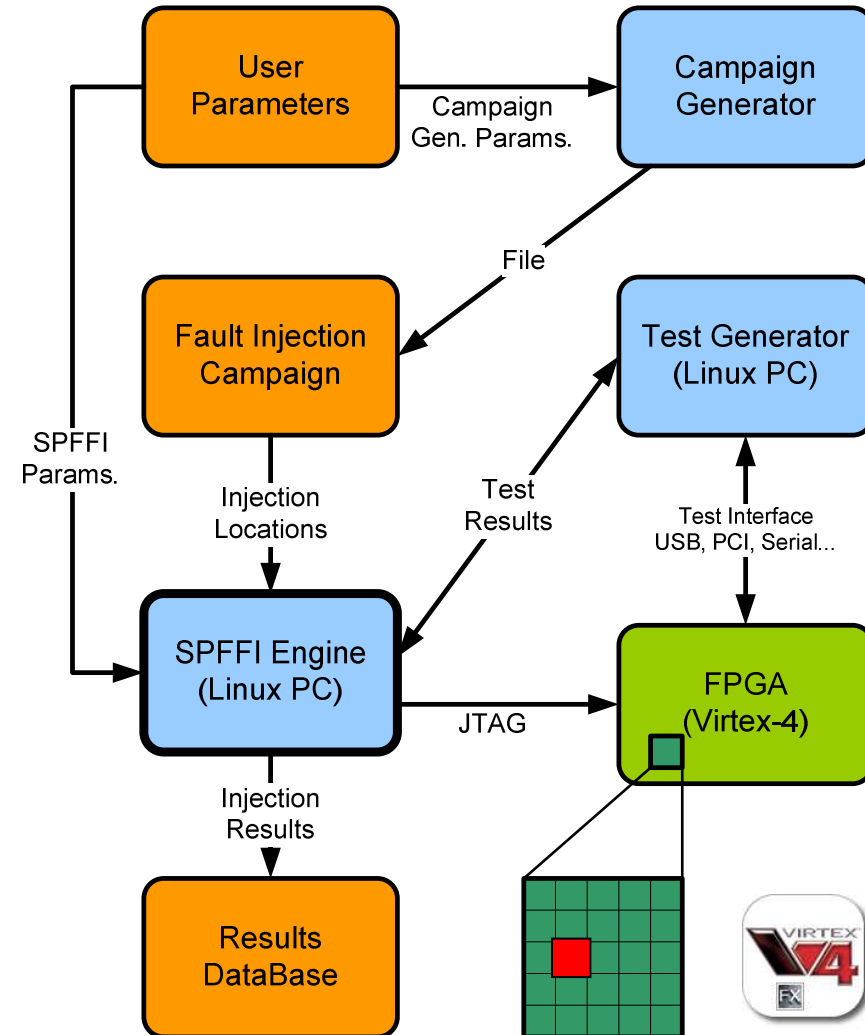 User
Parameters
Campaign
Gen. Params.
Campaign
Generator
File
Fault Injection
Campaign
Test Generator
(Linux PC)
SPFFI
Params.
Injection
Locations
Test
Results
Test Interface
USB, PCI, Serial...
SPFFI Engine
(Linux PC)
JTAG
FPGA
(Virtex-4)
Injection
Results
Results
DataBase
VIRTEX
4
FX